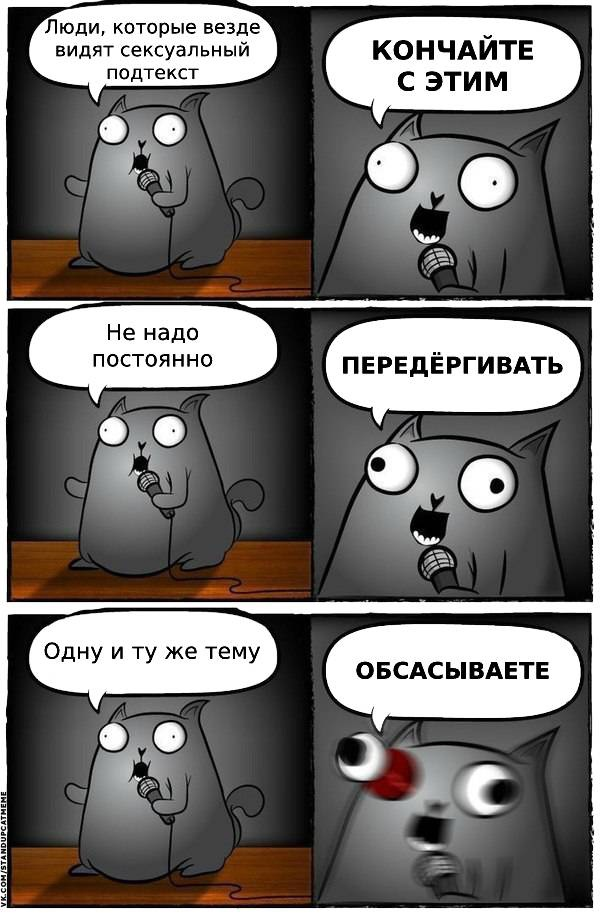 Люди, которые везде
видят сексуальный
подтекст
КОНЧАЙТЕ
С ЭТИМ
Не надо
постоянно
ПЕРЕДЁРГИВАТЬ
Одну и ту же тему
ОБСАСЫВАЕТЕ
VK.COM/STANDUPCATMEME